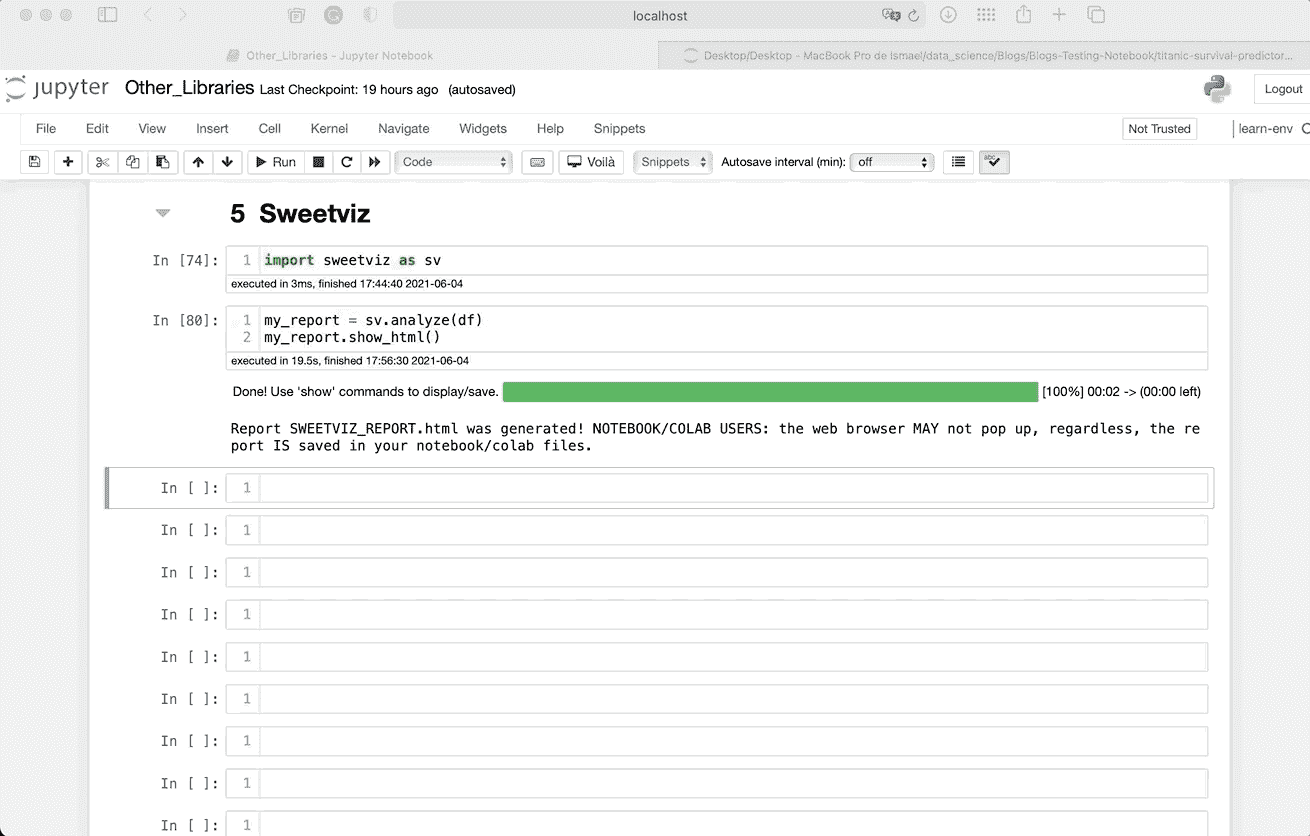 localhost
Other_Libraries - Jupyter Notebook
Desktop/Desktop - MacBook Pro de Ismael/data_science/Blogs/Blogs-Testing-Notebook/titanic-survival-predictor...
jupyter Other_Libraries Last Checkpoint: 19 hours ago (autosaved)
Logout
File Edit View Insert Cell Kernel Navigate Widgets Help Snippets
Not Trusted
learn-env
Run Code Voilà Snippets Autosave interval (min): off
abc
5 Sweetviz
In [74]: 1 import sweetviz as sv
executed in 3ms, finished 17:44:40 2021-06-04
In [80]: 1 my_report = sv.analyze(df)
2 my_report.show_html()
executed in 19.5s, finished 17:56:30 2021-06-04
Done! Use 'show' commands to display/save. [100%] 00:02 -> (00:00 left)
Report SWEETVIZ_REPORT.html was generated! NOTEBOOK/COLAB USERS: the web browser MAY not pop up, regardless, the re
port IS saved in your notebook/colab files.
In [ ]: 1
In [ ]: 1
In [ ]: 1
In [ ]: 1
In [ ]: 1
In [ ]: 1
In [ ]: 1
In [ ]: 1
In [ ]: 1